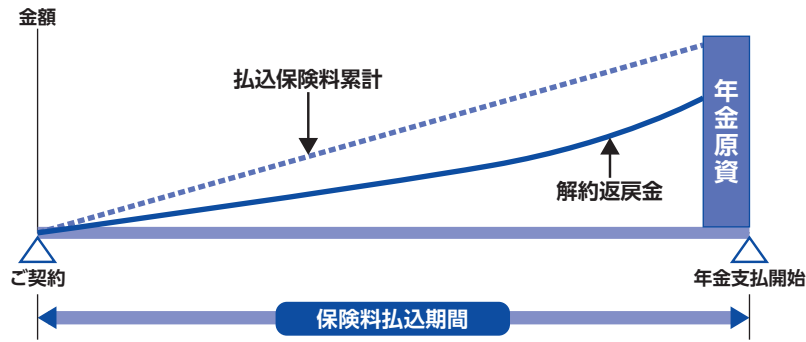 金額
払込保険料累計
年金原資
解約返戻金
ご契約
年金支払開始
保険料払込期間